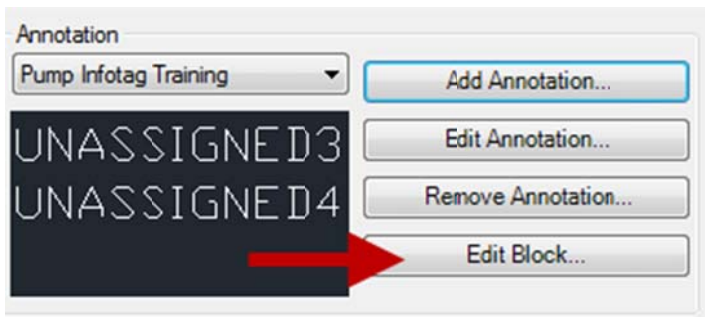 Annotation
Pump Infotag Training
Add Annotation...
UNASSIGNED3
Edit Annotation...
UNASSIGNED4
Remove Annotation...
Edit Block...